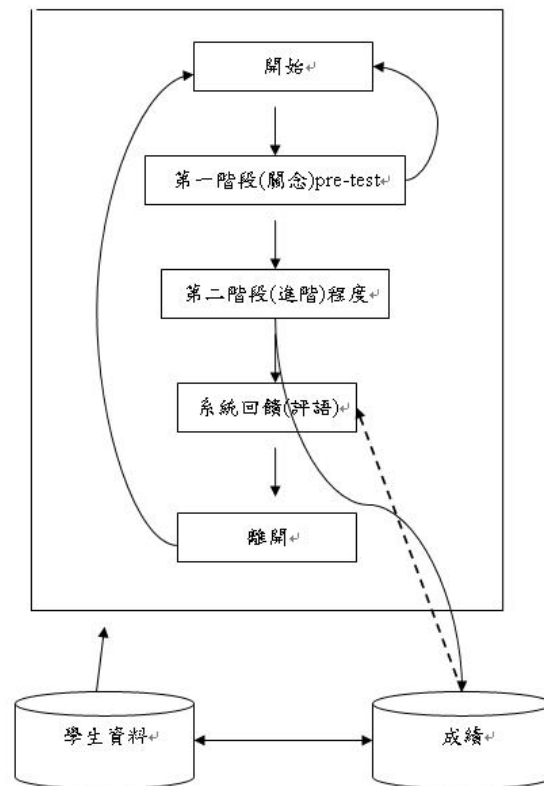 開始
第一階段(關念)pre-test
第二階段(進階)程度
系統回饋(評語)
離開
學生資料
成績